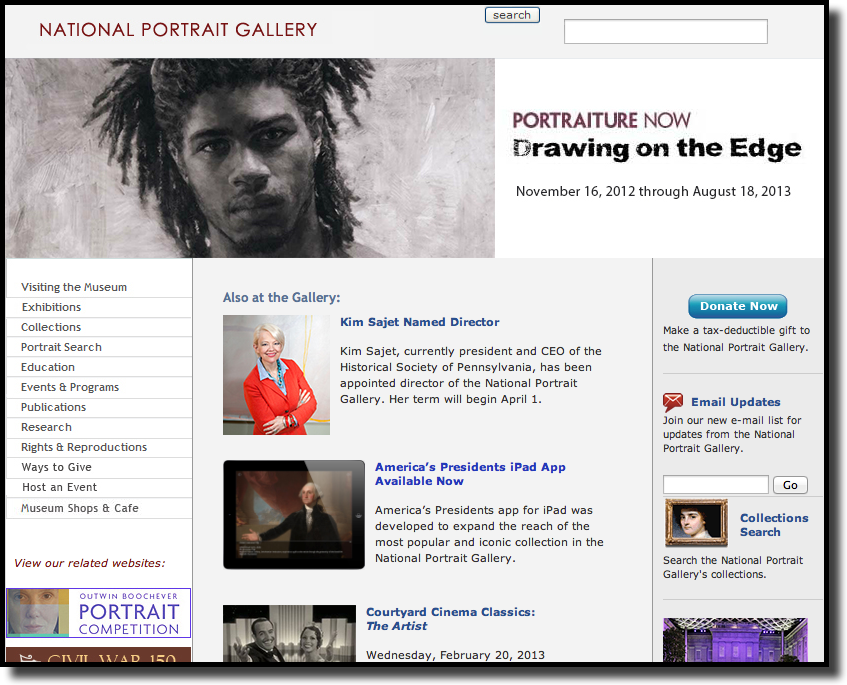 NATIONAL PORTRAIT GALLERY
search
PORTRAITURE NOW
Drawing on the Edge
November 16, 2012 through August 18, 2013
Visiting the Museum
Exhibitions
Collections
Portrait Search
Education
Events & Programs
Publications
Research
Rights & Reproductions
Ways to Give
Host an Event
Museum Shops & Cafe
View our related websites:
OUTWIN BOOCHEVER
PORTRAIT
COMPETITION
CIVIL WAR 150
Also at the Gallery:
Kim Sajet Named Director
Kim Sajet, currently president and CEO of the
Historical Society of Pennsylvania, has been
appointed director of the National Portrait
Gallery. Her term will begin April 1.
America's Presidents iPad App
Available Now
America's Presidents app for iPad was
developed to expand the reach of the
most popular and iconic collection in the
National Portrait Gallery.
Courtyard Cinema Classics:
The Artist
Wednesday, February 20, 2013
Donate Now
Make a tax-deductible gift to
the National Portrait Gallery.
Email Updates
Join our new e-mail list for
updates from the National
Portrait Gallery.
Go
Collections
Search
Search the National Portrait
Gallery's collections.